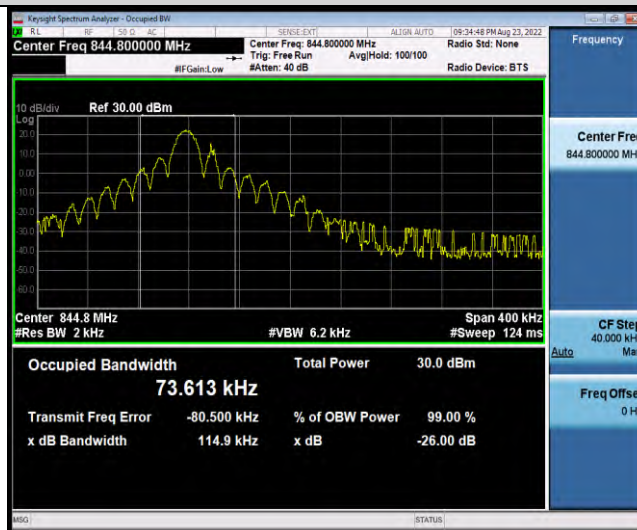 Keysight Spectrum Analyzer - Occupied BW
RL RF 50 Ω AC SENSE:EXT ALIGN AUTO 09:34:48 PM Aug 23, 2022
Center Freq 844.800000 MHz
Center Freq: 844.800000 MHz
Radio Std: None
Trig: Free Run Avg|Hold: 100/100
#IFGain:Low
#Atten: 40 dB
Radio Device: BTS
Frequency
10 dB/div Ref 30.00 dBm
Log
20.0
10.0
0.00
-10.0
-20.0
-30.0
-40.0
-50.0
-60.0
Center 844.8 MHz
Span 400 kHz
#Res BW 2 kHz
#VBW 6.2 kHz
#Sweep 124 ms
Occupied Bandwidth
73.613 kHz
Total Power 30.0 dBm
Transmit Freq Error -80.500 kHz
% of OBW Power 99.00 %
x dB Bandwidth 114.9 kHz
x dB -26.00 dB
Center Fre
844.800000 MH
CF Ste
40.000 kH
Auto Ma
Freq Offse
0 H
MSG
STATUS